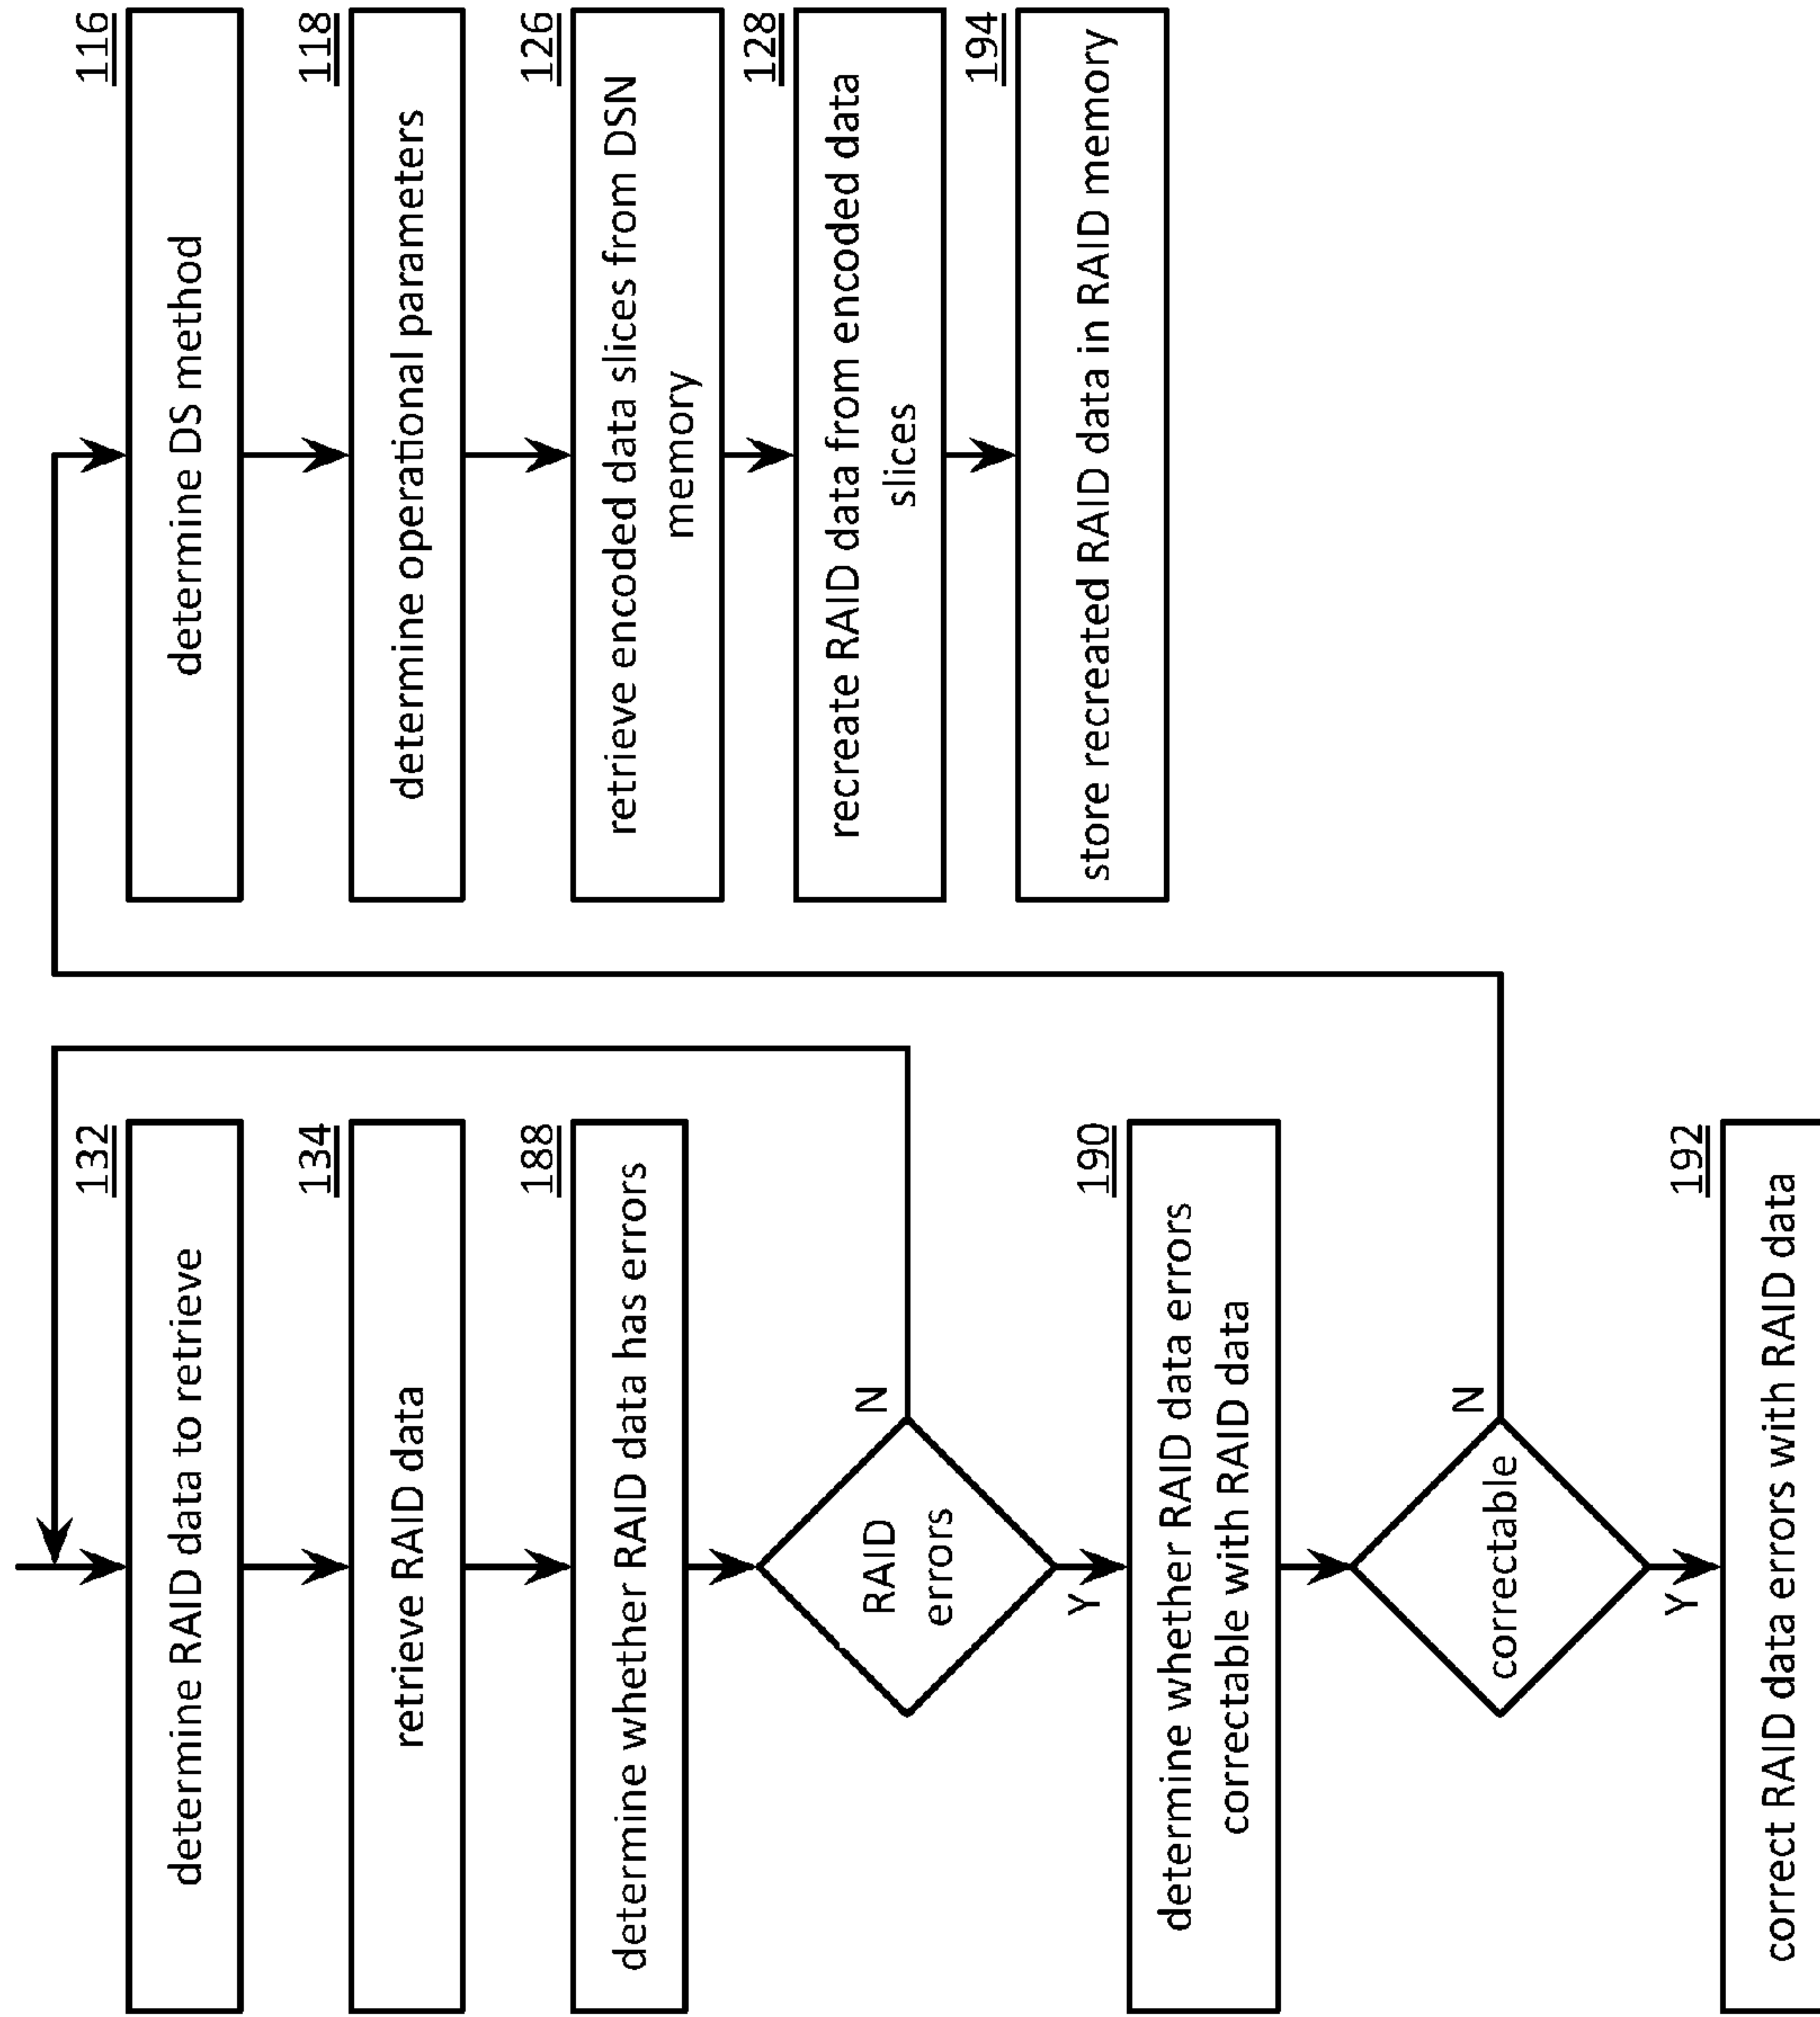 132
determine RAID data to retrieve
134
retrieve RAID data
188
determine whether RAID data has errors
RAID
errors
N
Y
190
determine whether RAID data errors
correctable with RAID data
correctable
N
Y
192
correct RAID data errors with RAID data
116
determine DS method
118
determine operational parameters
126
retrieve encoded data slices from DSN
memory
128
recreate RAID data from encoded data
slices
194
store recreated RAID data in RAID memory